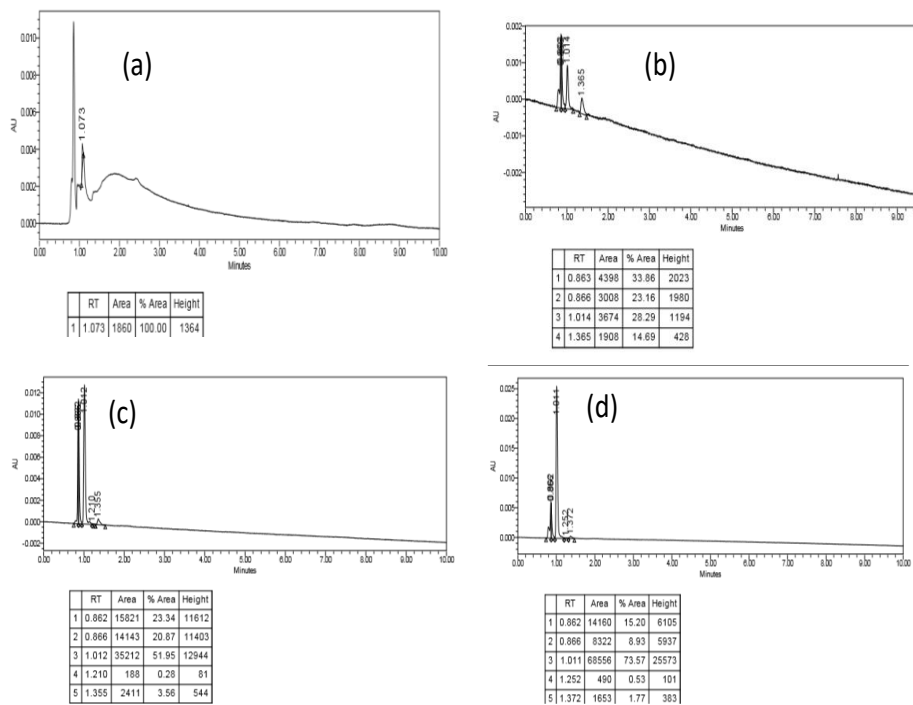 (a)
0.010
0.008
0.006
0.004
0.002
0.000
AU
1.073
0.00 1.00 2.00 3.00 4.00 5.00 6.00 7.00 8.00 9.00 10.00
Minutes
RT Area % Area Height
1 1.073 1860 100.00 1364
(b)
0.002
0.001
0.000
-0.001
-0.002
AU
1.014
1.365
0.00 1.00 2.00 3.00 4.00 5.00 6.00 7.00 8.00 9.00
Minutes
RT Area % Area Height
1 0.863 4398 33.86 2023
2 0.866 3008 23.16 1980
3 1.014 3674 28.29 1194
4 1.365 1908 14.69 428
(c)
0.012
0.010
0.008
0.006
0.004
0.002
0.000
-0.002
AU
1.012
1.210
1.355
0.00 1.00 2.00 3.00 4.00 5.00 6.00 7.00 8.00 9.00 10.00
Minutes
RT Area % Area Height
1 0.862 15821 23.34 11612
2 0.866 14143 20.87 11403
3 1.012 35212 51.95 12944
4 1.210 188 0.28 81
5 1.355 2411 3.56 544
(d)
0.025
0.020
0.015
0.010
0.005
0.000
AU
1.011
1.252
1.372
0.00 1.00 2.00 3.00 4.00 5.00 6.00 7.00 8.00 9.00 10.00
Minutes
RT Area % Area Height
1 0.862 14160 15.20 6105
2 0.866 8322 8.93 5937
3 1.011 68556 73.57 25573
4 1.252 490 0.53 101
5 1.372 1653 1.77 383